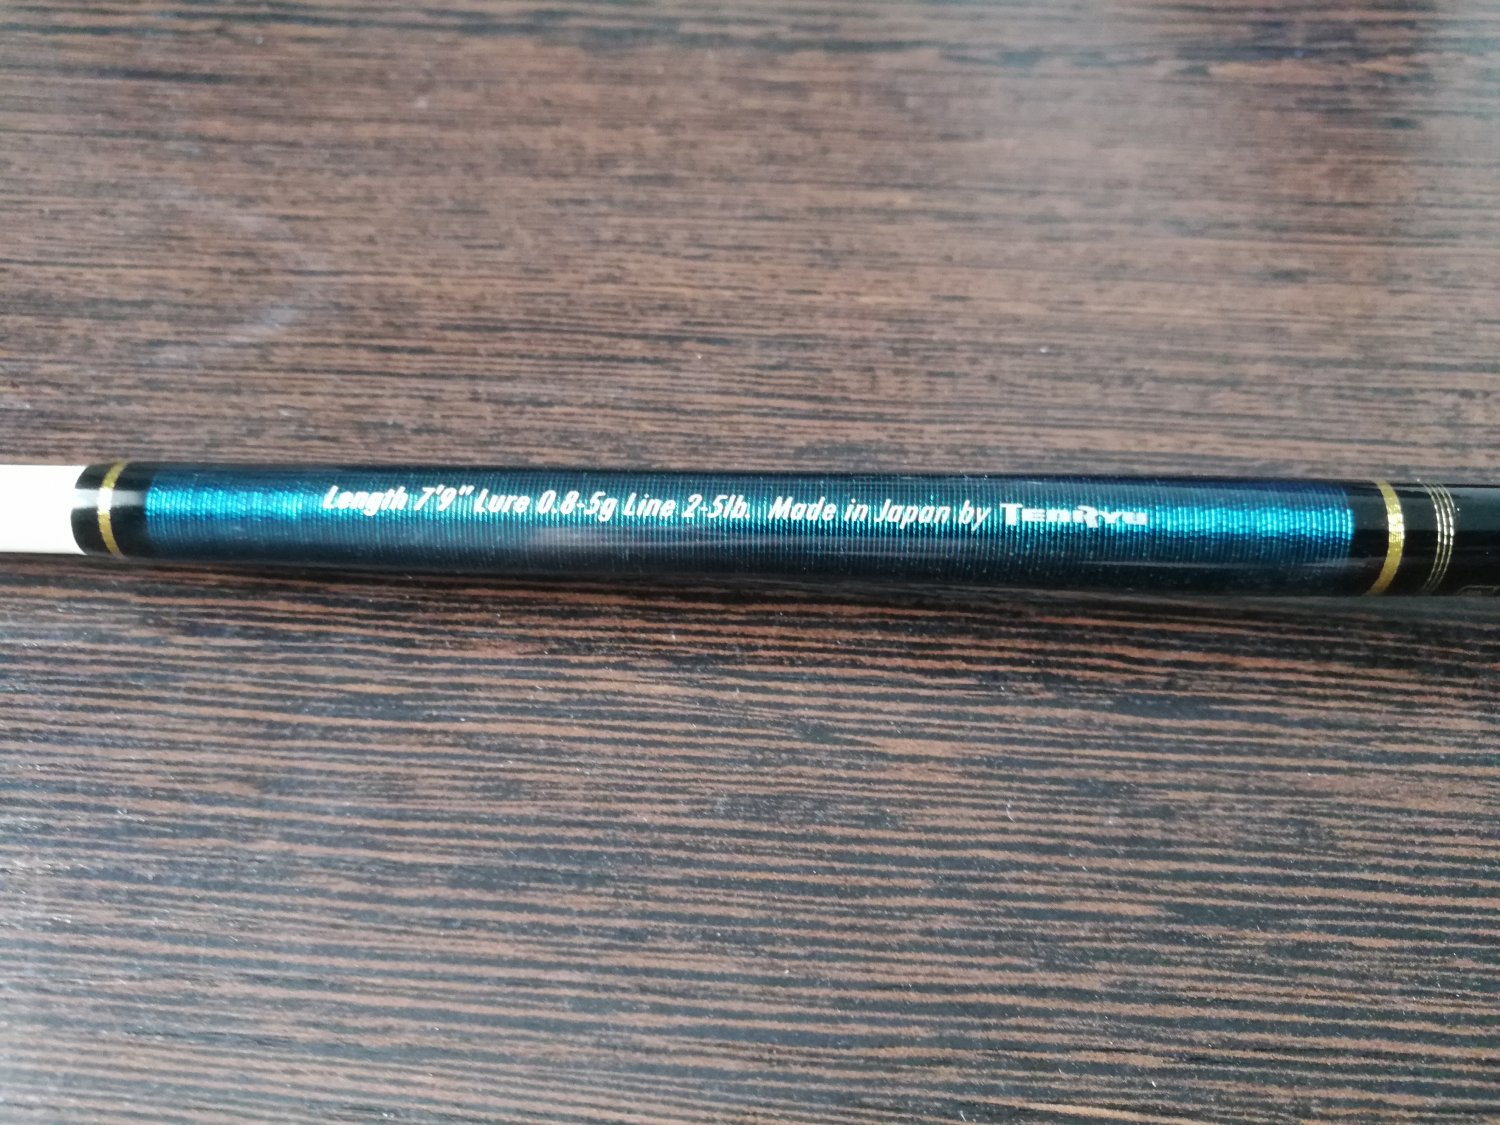 Length 7'9" Lure 0.8-5g Line 2-5lb. Made in Japan by TENRYU